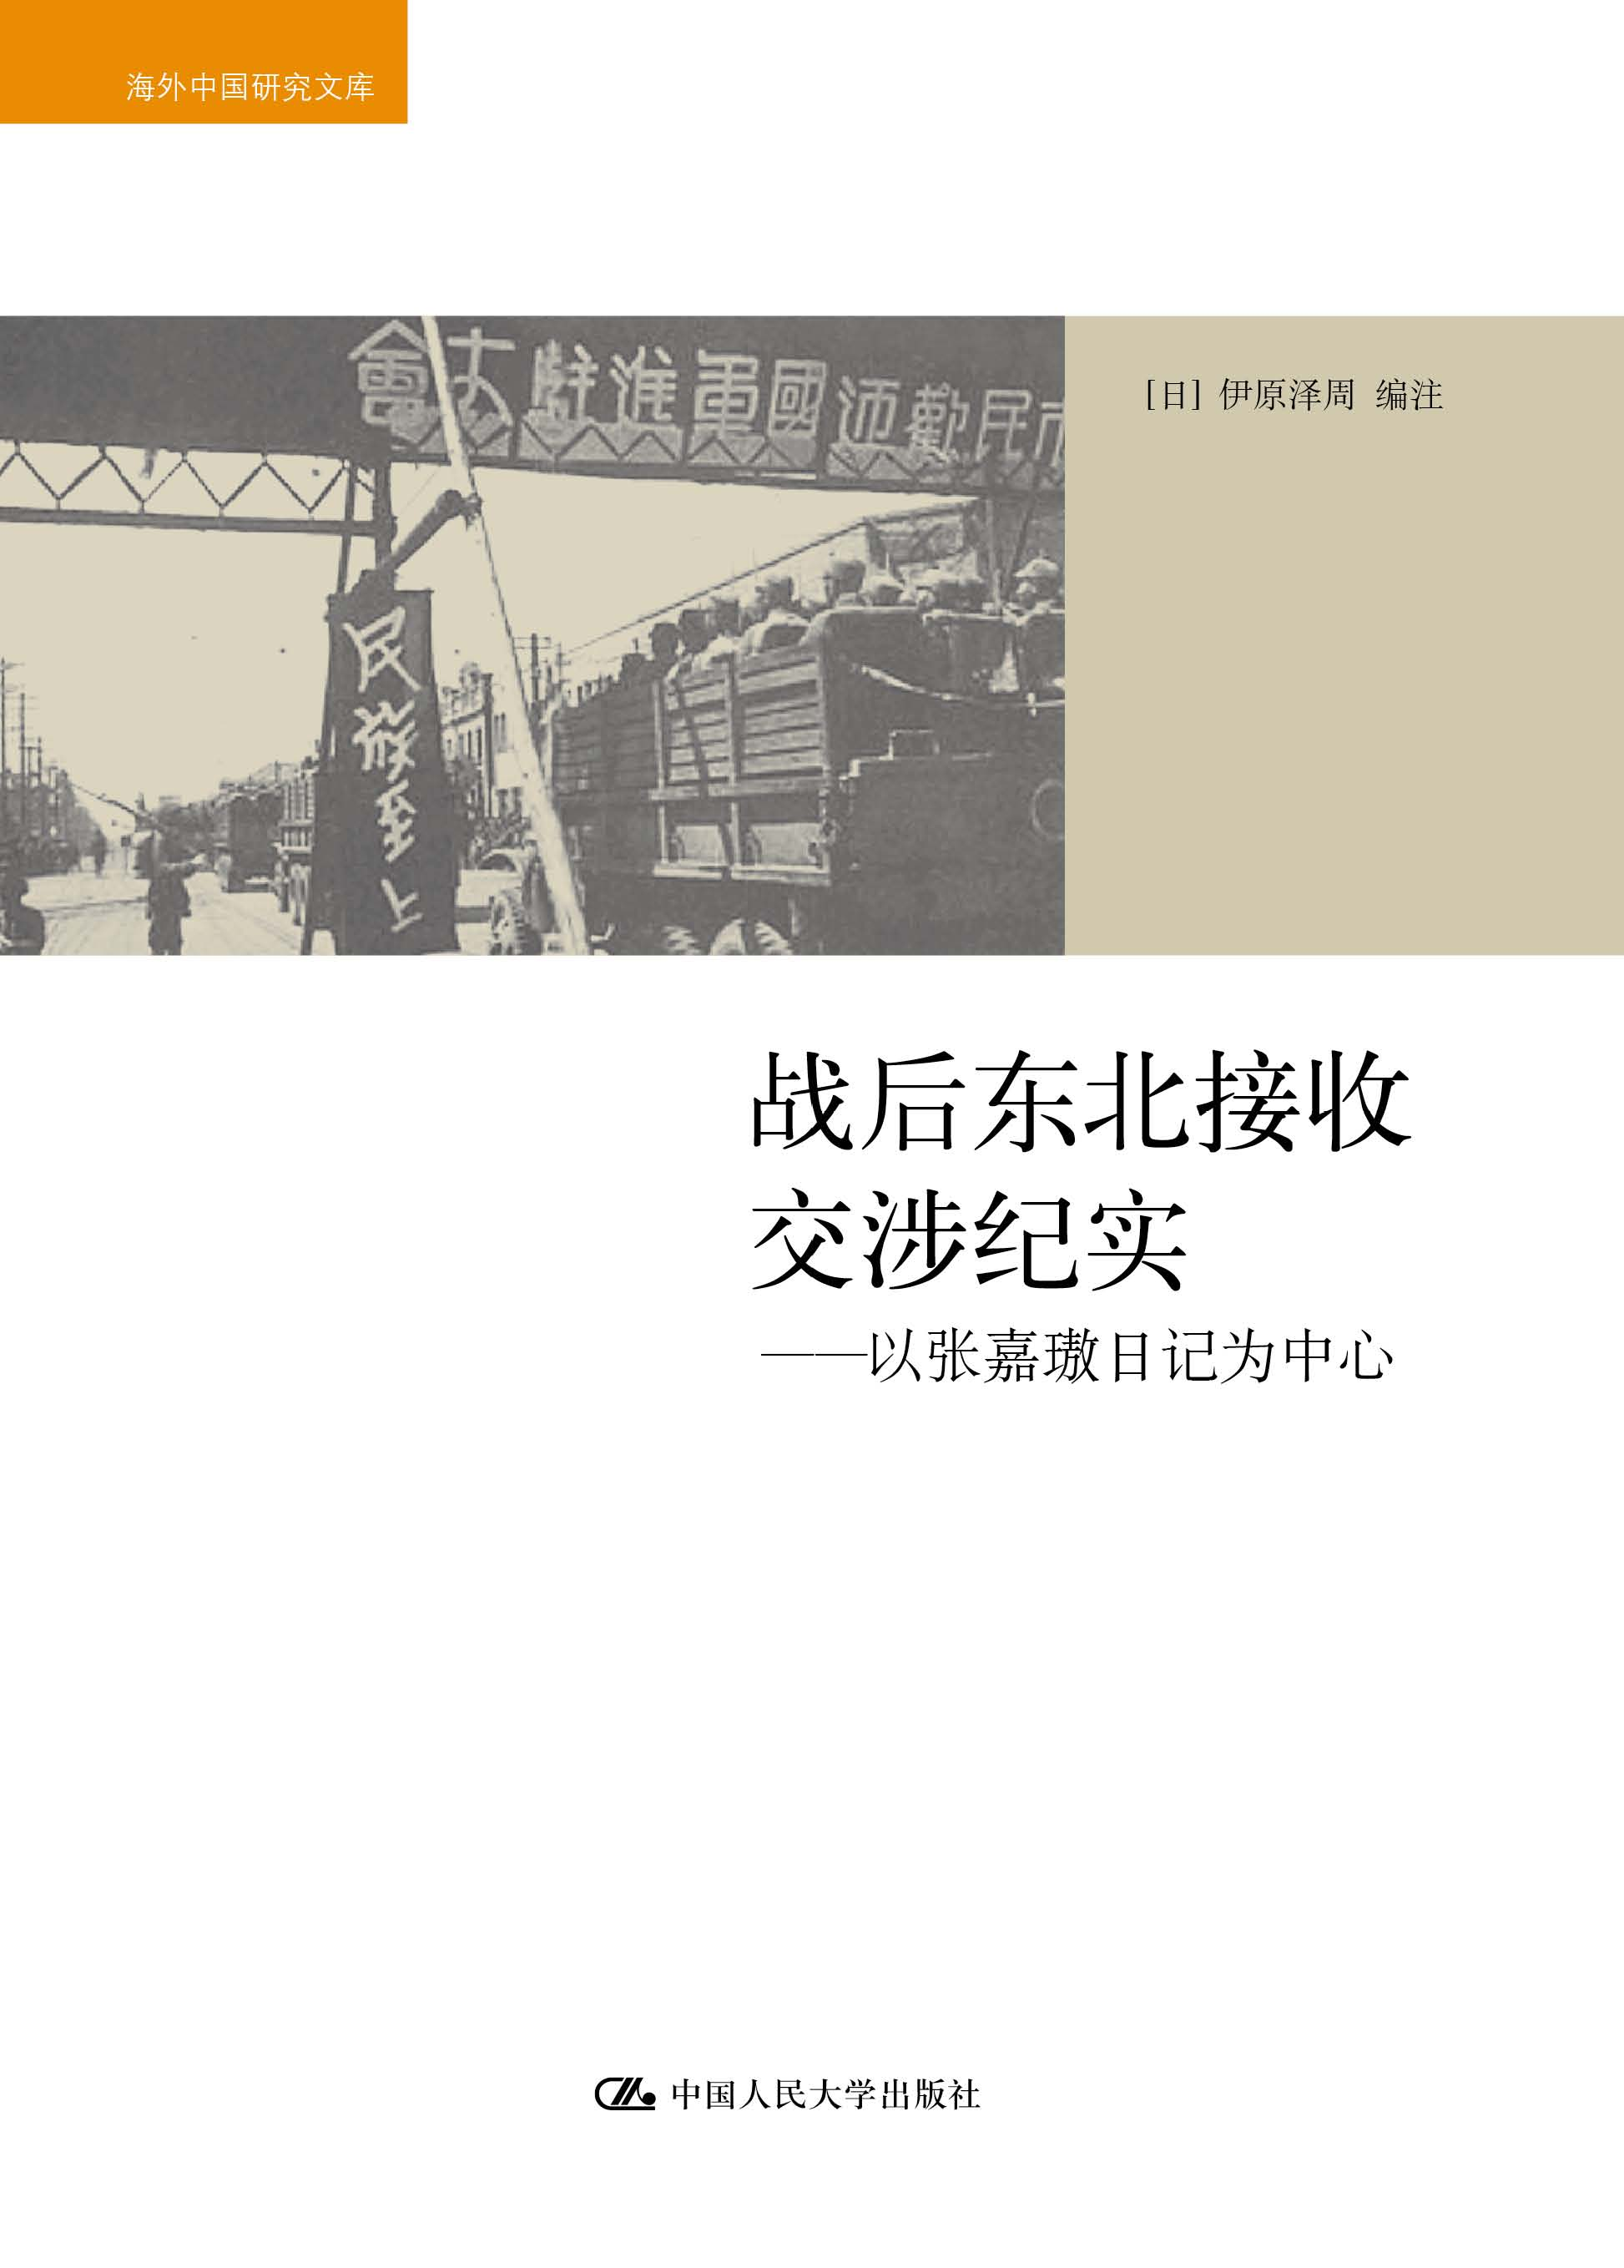 海外中国研究文库
[日] 伊原泽周 编注
會大駐進軍國迎歡民市
民族至上
战后东北接收
交涉纪实
——以张嘉璈日记为中心
中国人民大学出版社